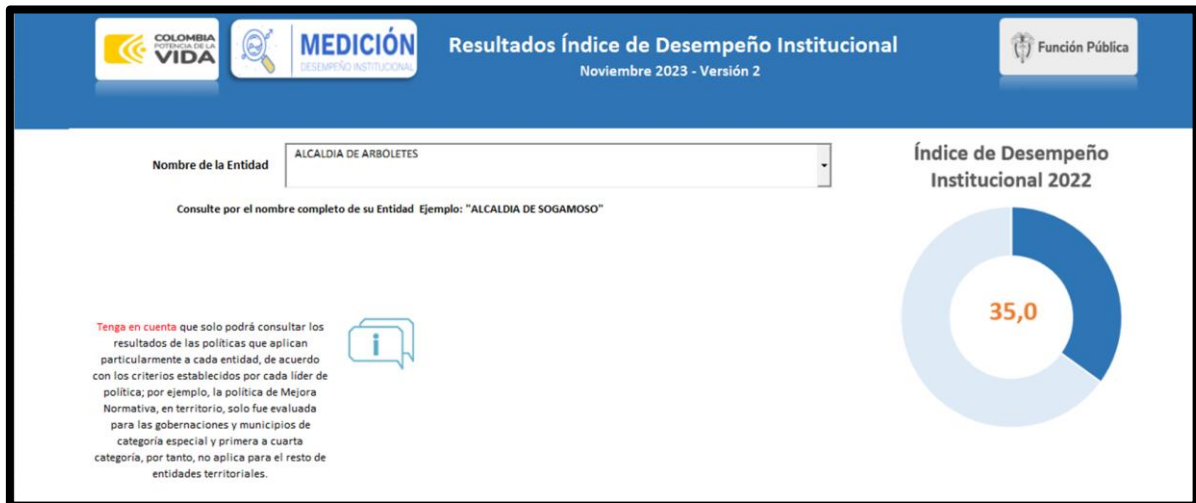 COLOMBIA
POTENCIA DE LA
VIDA
MEDICIÓN
DESEMPEÑO INSTITUCIONAL
Resultados Índice de Desempeño Institucional
Noviembre 2023 - Versión 2
Función Pública
Nombre de la Entidad
ALCALDIA DE ARBOLETES
Consulte por el nombre completo de su Entidad Ejemplo: "ALCALDIA DE SOGAMOSO"
Índice de Desempeño
Institucional 2022
35,0
Tenga en cuenta que solo podrá consultar los
resultados de las políticas que aplican
particularmente a cada entidad, de acuerdo
con los criterios establecidos por cada líder de
política; por ejemplo, la política de Mejora
Normativa, en territorio, solo fue evaluada
para las gobernaciones y municipios de
categoría especial y primera a cuarta
categoría, por tanto, no aplica para el resto de
entidades territoriales.
i